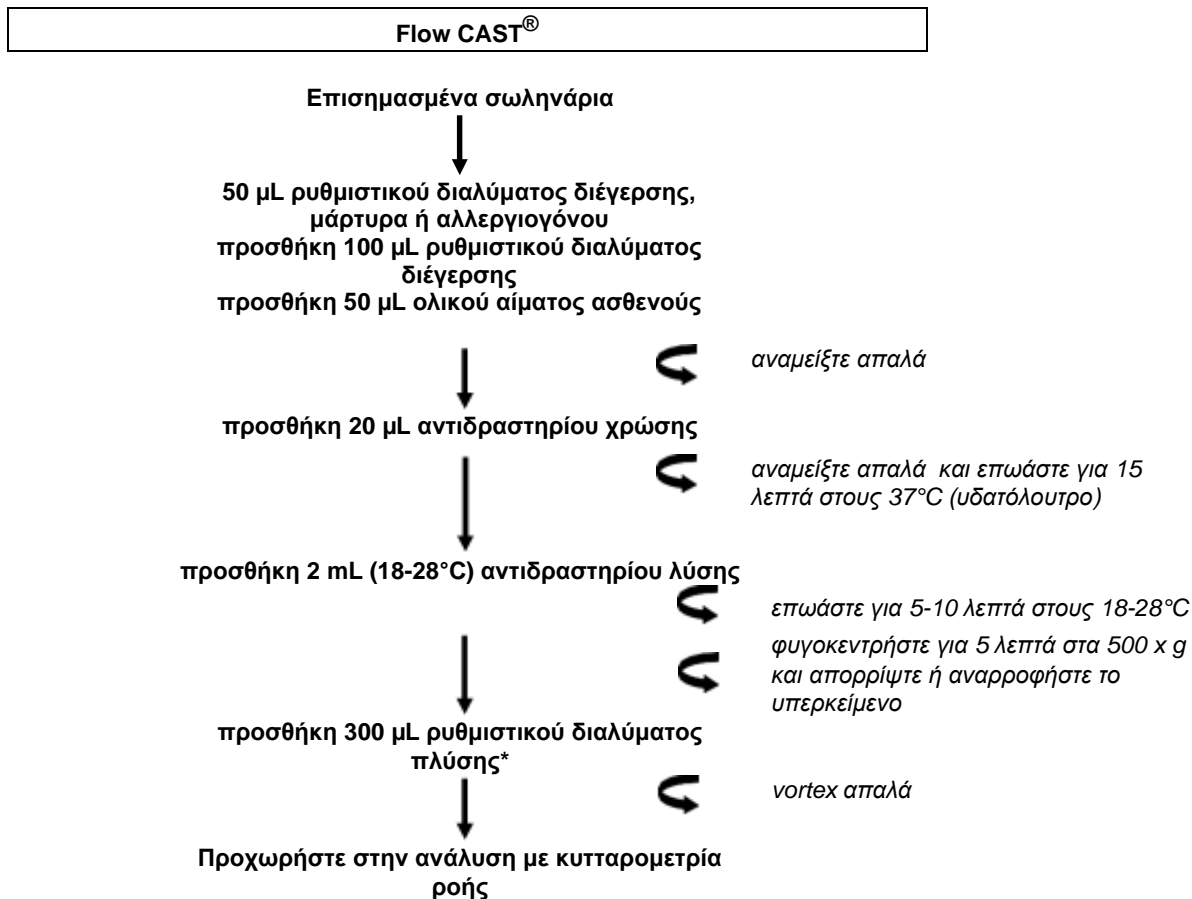 Flow CAST®
Επισημασμένα σωληνάρια
50 µL ρυθμιστικού διαλύματος διέγερσης,
μάρτυρα ή αλλεργιογόνου
προσθήκη 100 µL ρυθμιστικού διαλύματος
διέγερσης
προσθήκη 50 µL ολικού αίματος ασθενούς
αναμείξτε απαλά
προσθήκη 20 µL αντιδραστηρίου χρώσης
αναμείξτε απαλά και επωάστε για 15
λεπτά στους 37°C (υδατόλουτρο)
προσθήκη 2 mL (18-28°C) αντιδραστηρίου λύσης
επωάστε για 5-10 λεπτά στους 18-28°C
φυγοκεντρήστε για 5 λεπτά στα 500 x g
και απορρίψτε ή αναρροφήστε το
υπερκείμενο
προσθήκη 300 µL ρυθμιστικού διαλύματος
πλύσης*
vortex απαλά
Προχωρήστε στην ανάλυση με κυτταρομετρία
ροής